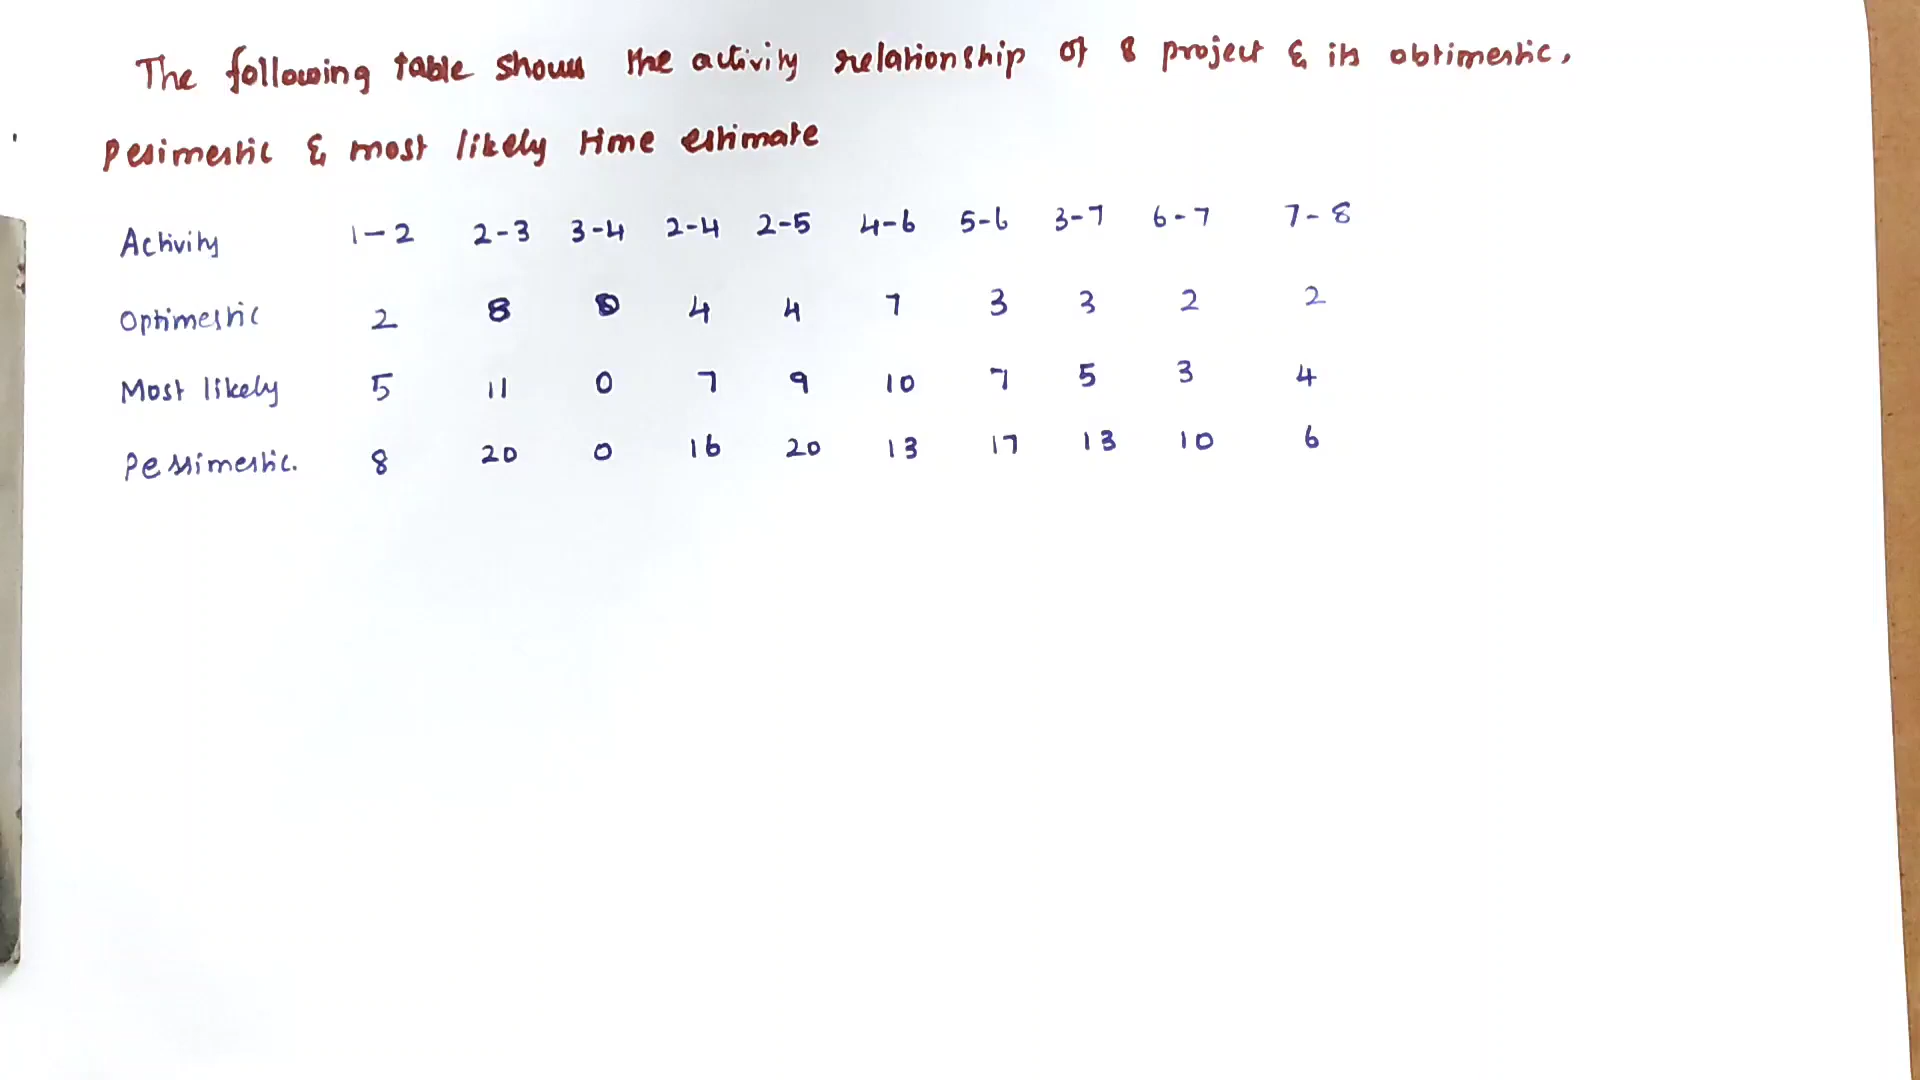 The following table shows the activity relationship of 8 project & its obtimestic,
pesimestic & most likely time estimate
Activity 1-2 2-3 3-4 2-4 2-5 4-6 5-6 3-7 6-7 7-8
Optimestic 2 8 0 4 4 7 3 3 2 2
Most likely 5 11 0 7 9 10 7 5 3 4
Pessimestic. 8 20 0 16 20 13 17 13 10 6